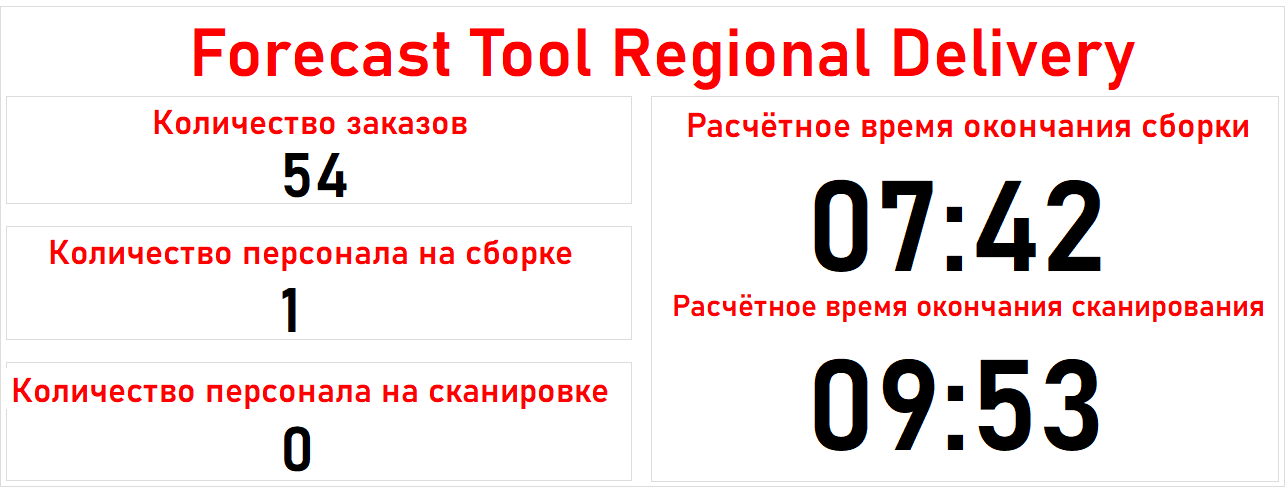 Forecast Tool Regional Delivery
Количество заказов
54
Количество персонала на сборке
1
Количество персонала на сканировке
0
Расчётное время окончания сборки
07:42
Расчётное время окончания сканирования
09:53